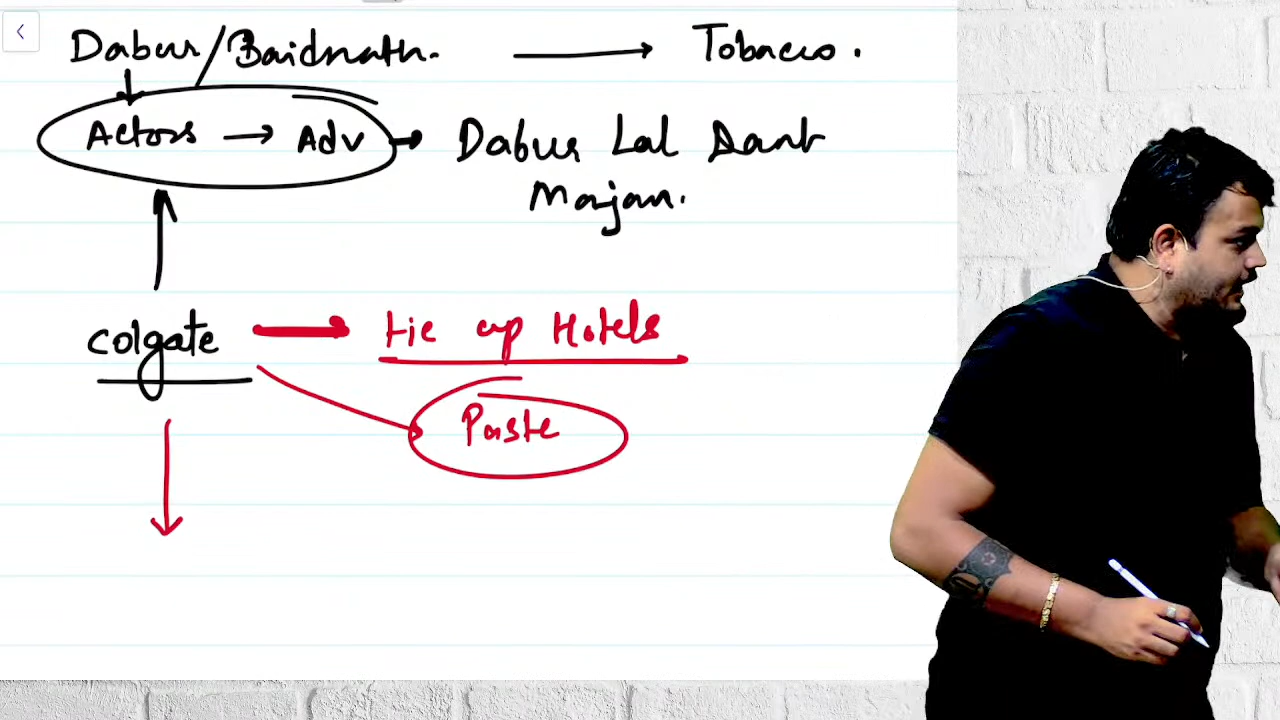 Dabur/Baidnath. → Tobacco.
Actors → Adv → Dabur Lal Dant
Manjan.
colgate → tie up Hotels
Paste